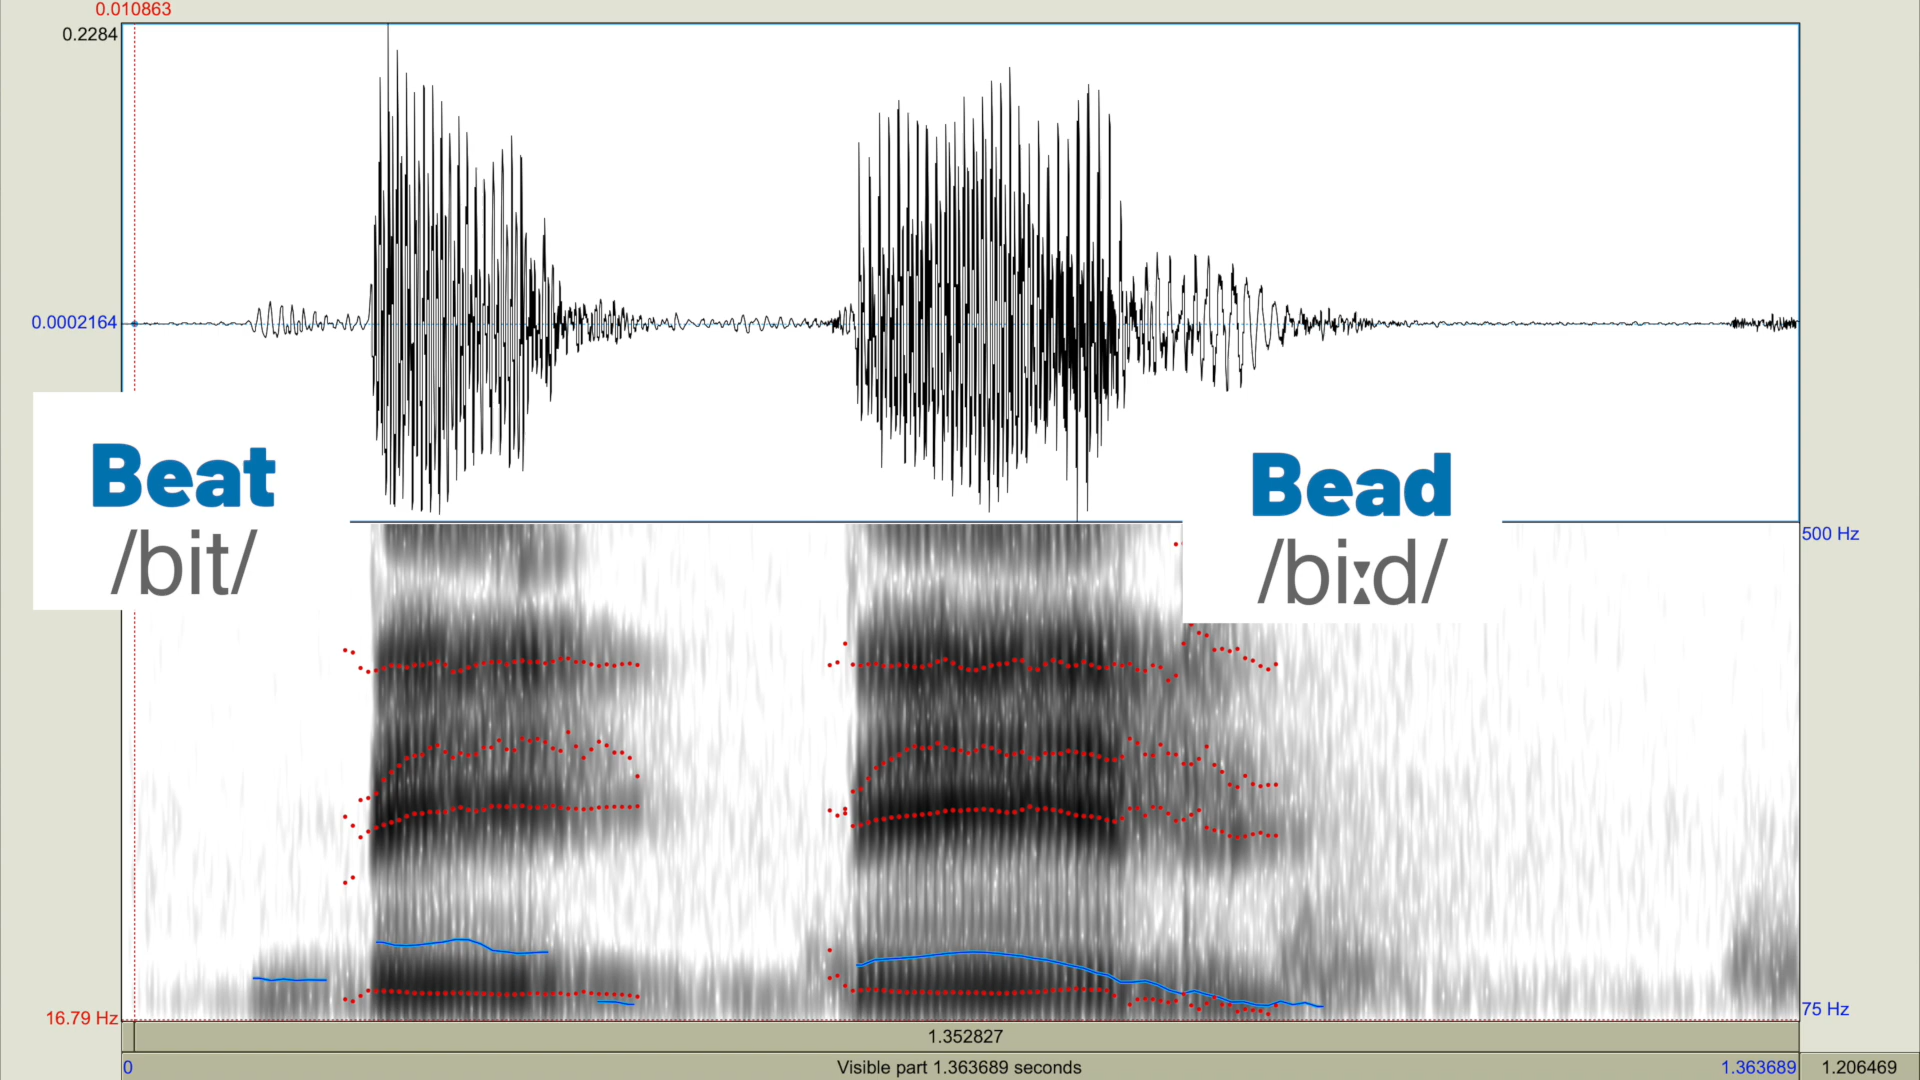 0.010863
0.2284
0.0002164
Beat
/bit/
Bead
/biːd/
500 Hz
16.79 Hz
75 Hz
1.352827
0
Visible part 1.363689 seconds
1.363689
1.206469